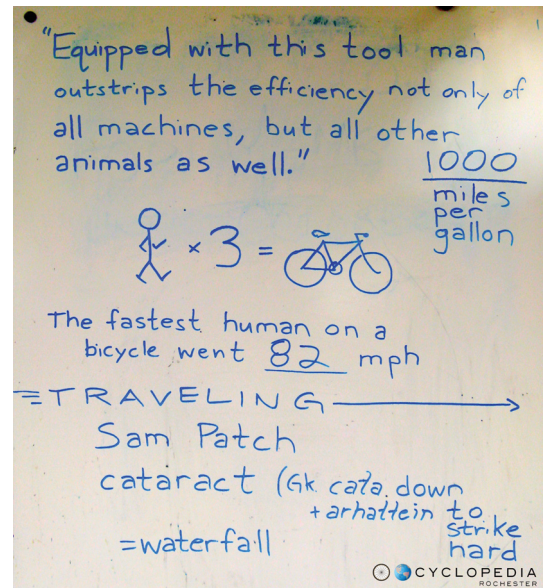 "Equipped with this tool man
outstrips the efficiency not only of
all machines, but all other
animals as well."
1000
miles
per
gallon
× 3 =
The fastest human on a
bicycle went 82 mph
TRAVELING
Sam Patch
cataract (Gk. cata. down
+ arhattein to
strike
hard
=waterfall
CYCLOPEDIA
ROCHESTER